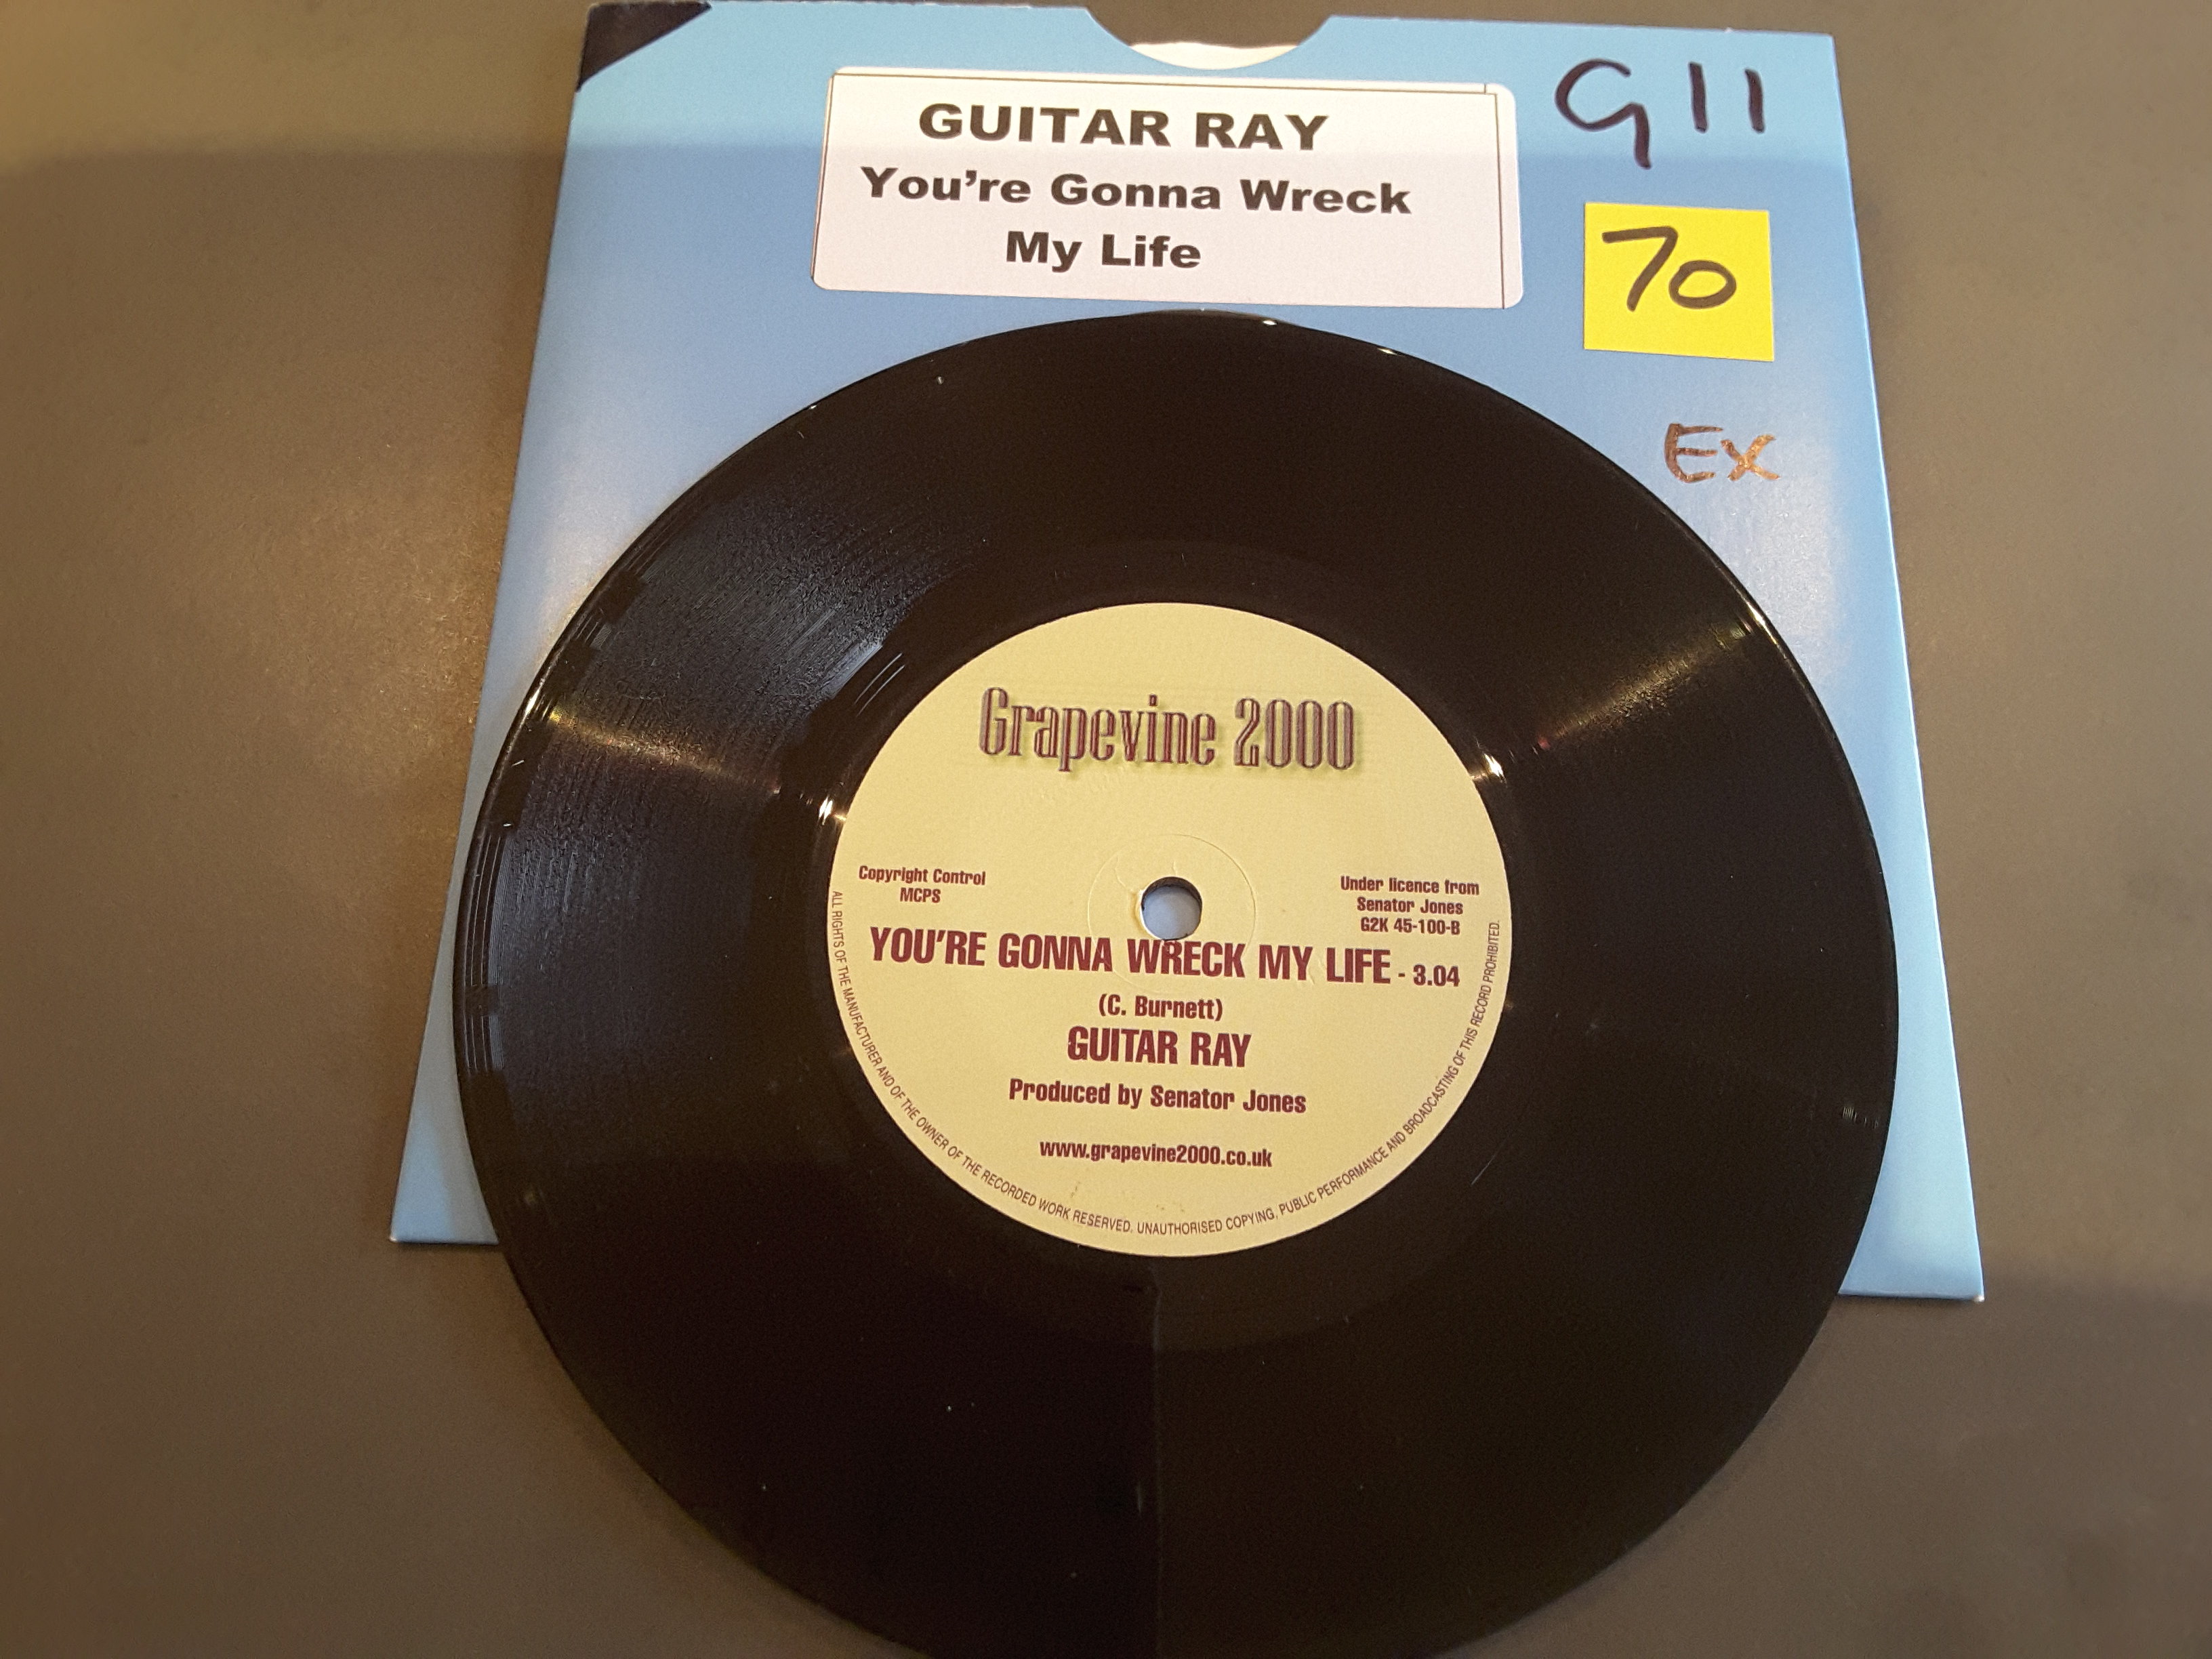 GUITAR RAY
You're Gonna Wreck
My Life
G11
70
Ex
Grapevine 2000
Copyright Control
MCPS
Under licence from
Senator Jones
G2K 45-100-B
YOU'RE GONNA WRECK MY LIFE - 3.04
(C. Burnett)
GUITAR RAY
Produced by Senator Jones
www.grapevine2000.co.uk
ALL RIGHTS OF THE MANUFACTURER AND OF THE OWNER OF THE RECORDED WORK RESERVED. UNAUTHORISED COPYING, PUBLIC PERFORMANCE AND BROADCASTING OF THIS RECORD PROHIBITED.